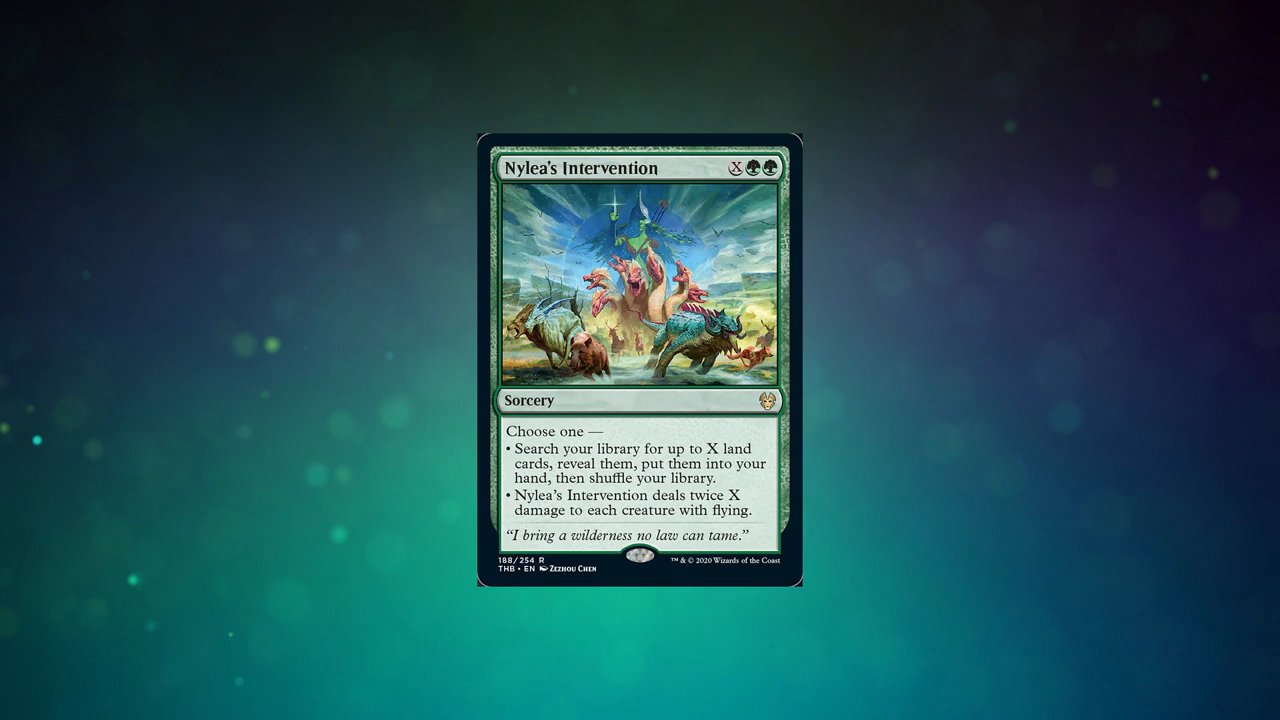 Nylea's Intervention X
Sorcery
Choose one —
• Search your library for up to X land
cards, reveal them, put them into your
hand, then shuffle your library.
• Nylea's Intervention deals twice X
damage to each creature with flying.
“I bring a wilderness no law can tame.”
188/254 R
THB • EN Zezhou Chen
™ & © 2020 Wizards of the Coast